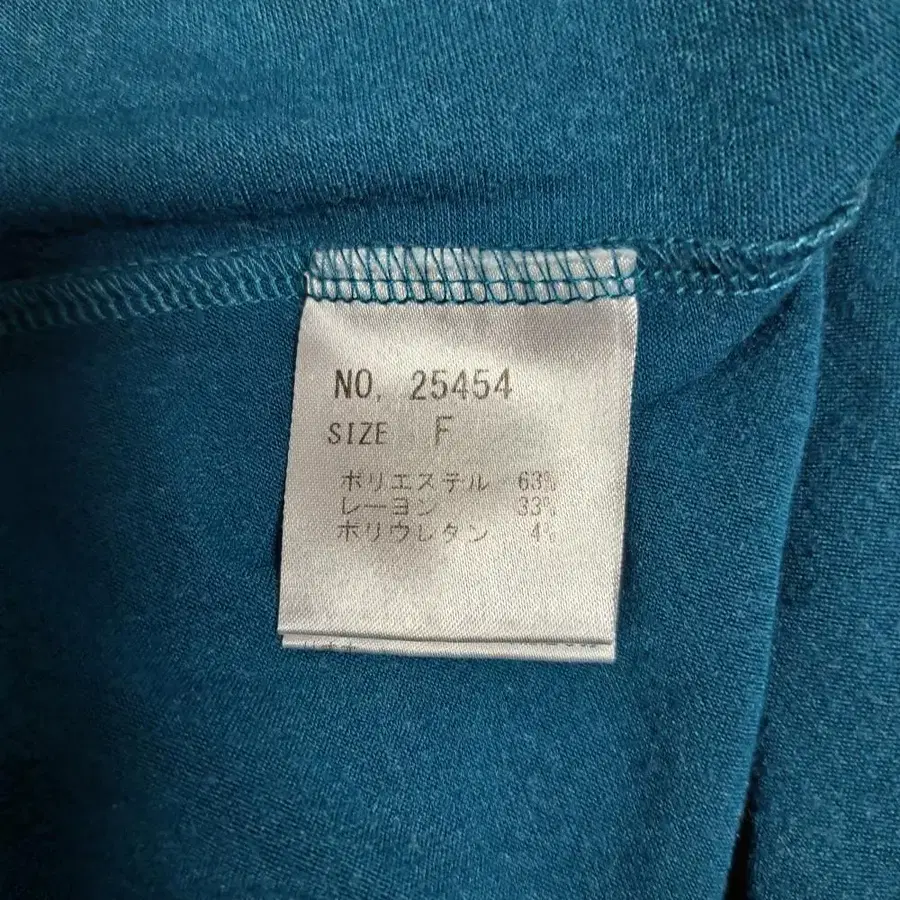 NO. 25454
SIZE F
ポリエステル 63%
レーヨン 33%
ポリウレタン 4%